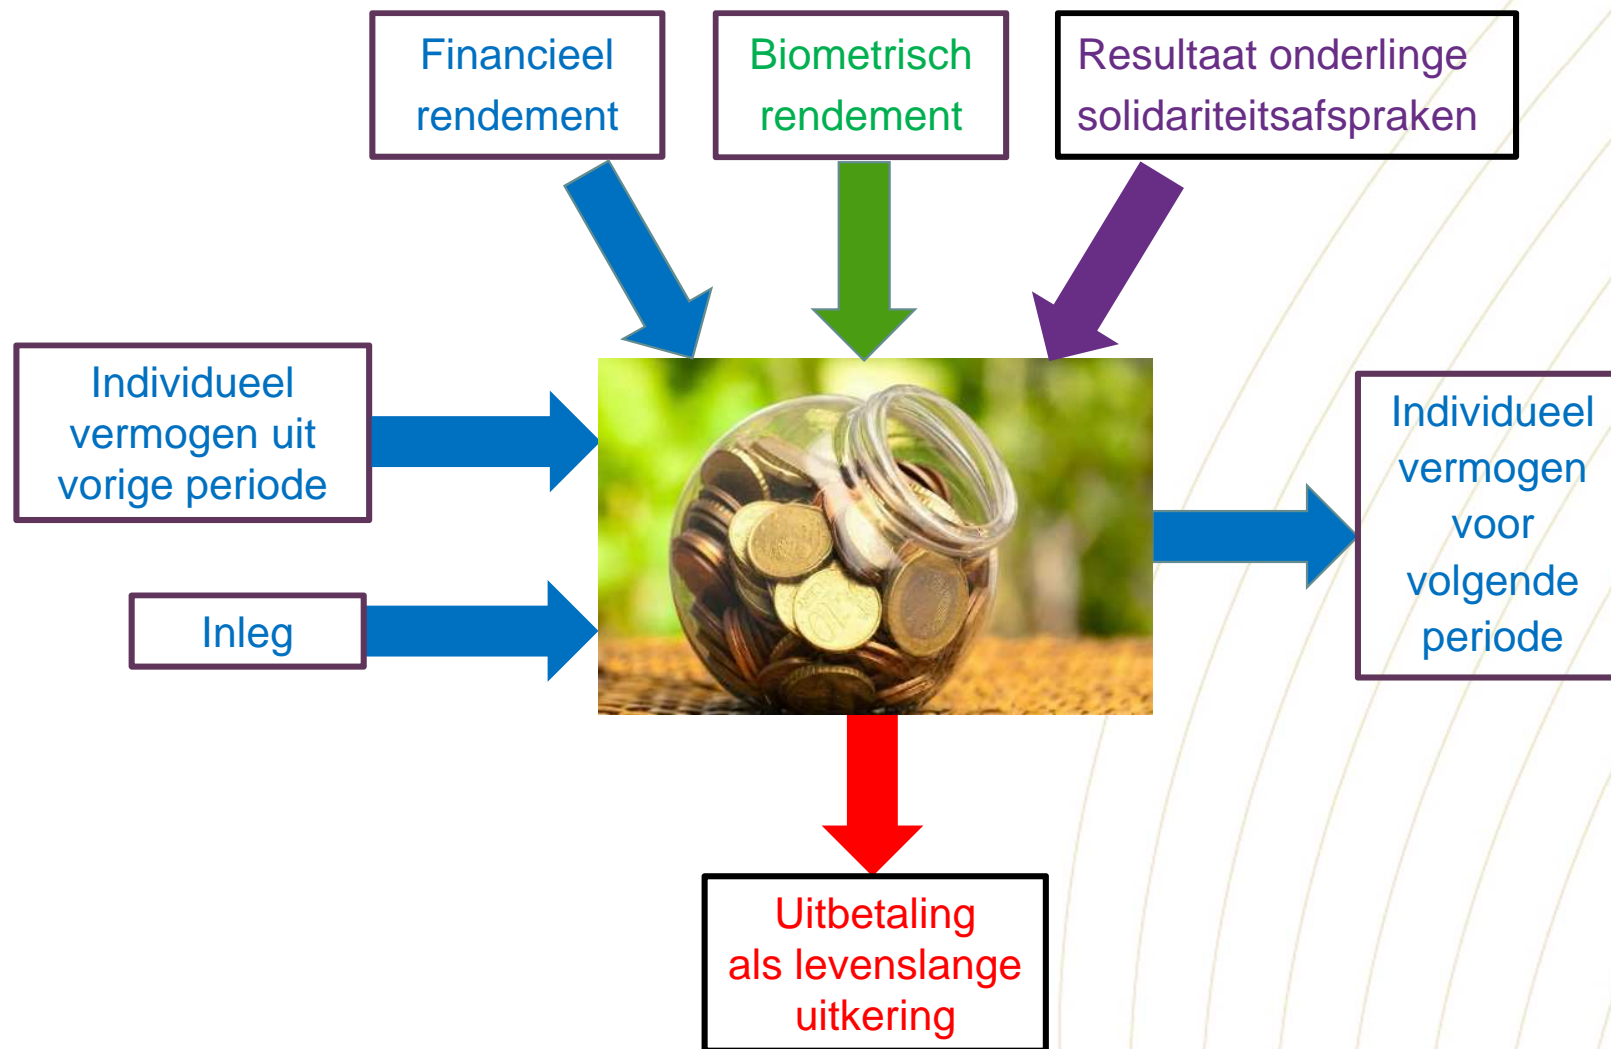 Financieel
rendement
Biometrisch
rendement
Resultaat onderlinge
solidariteitsafspraken
Individueel
vermogen uit
vorige periode
Inleg
Individueel
vermogen
voor
volgende
periode
Uitbetaling
als levenslange
uitkering